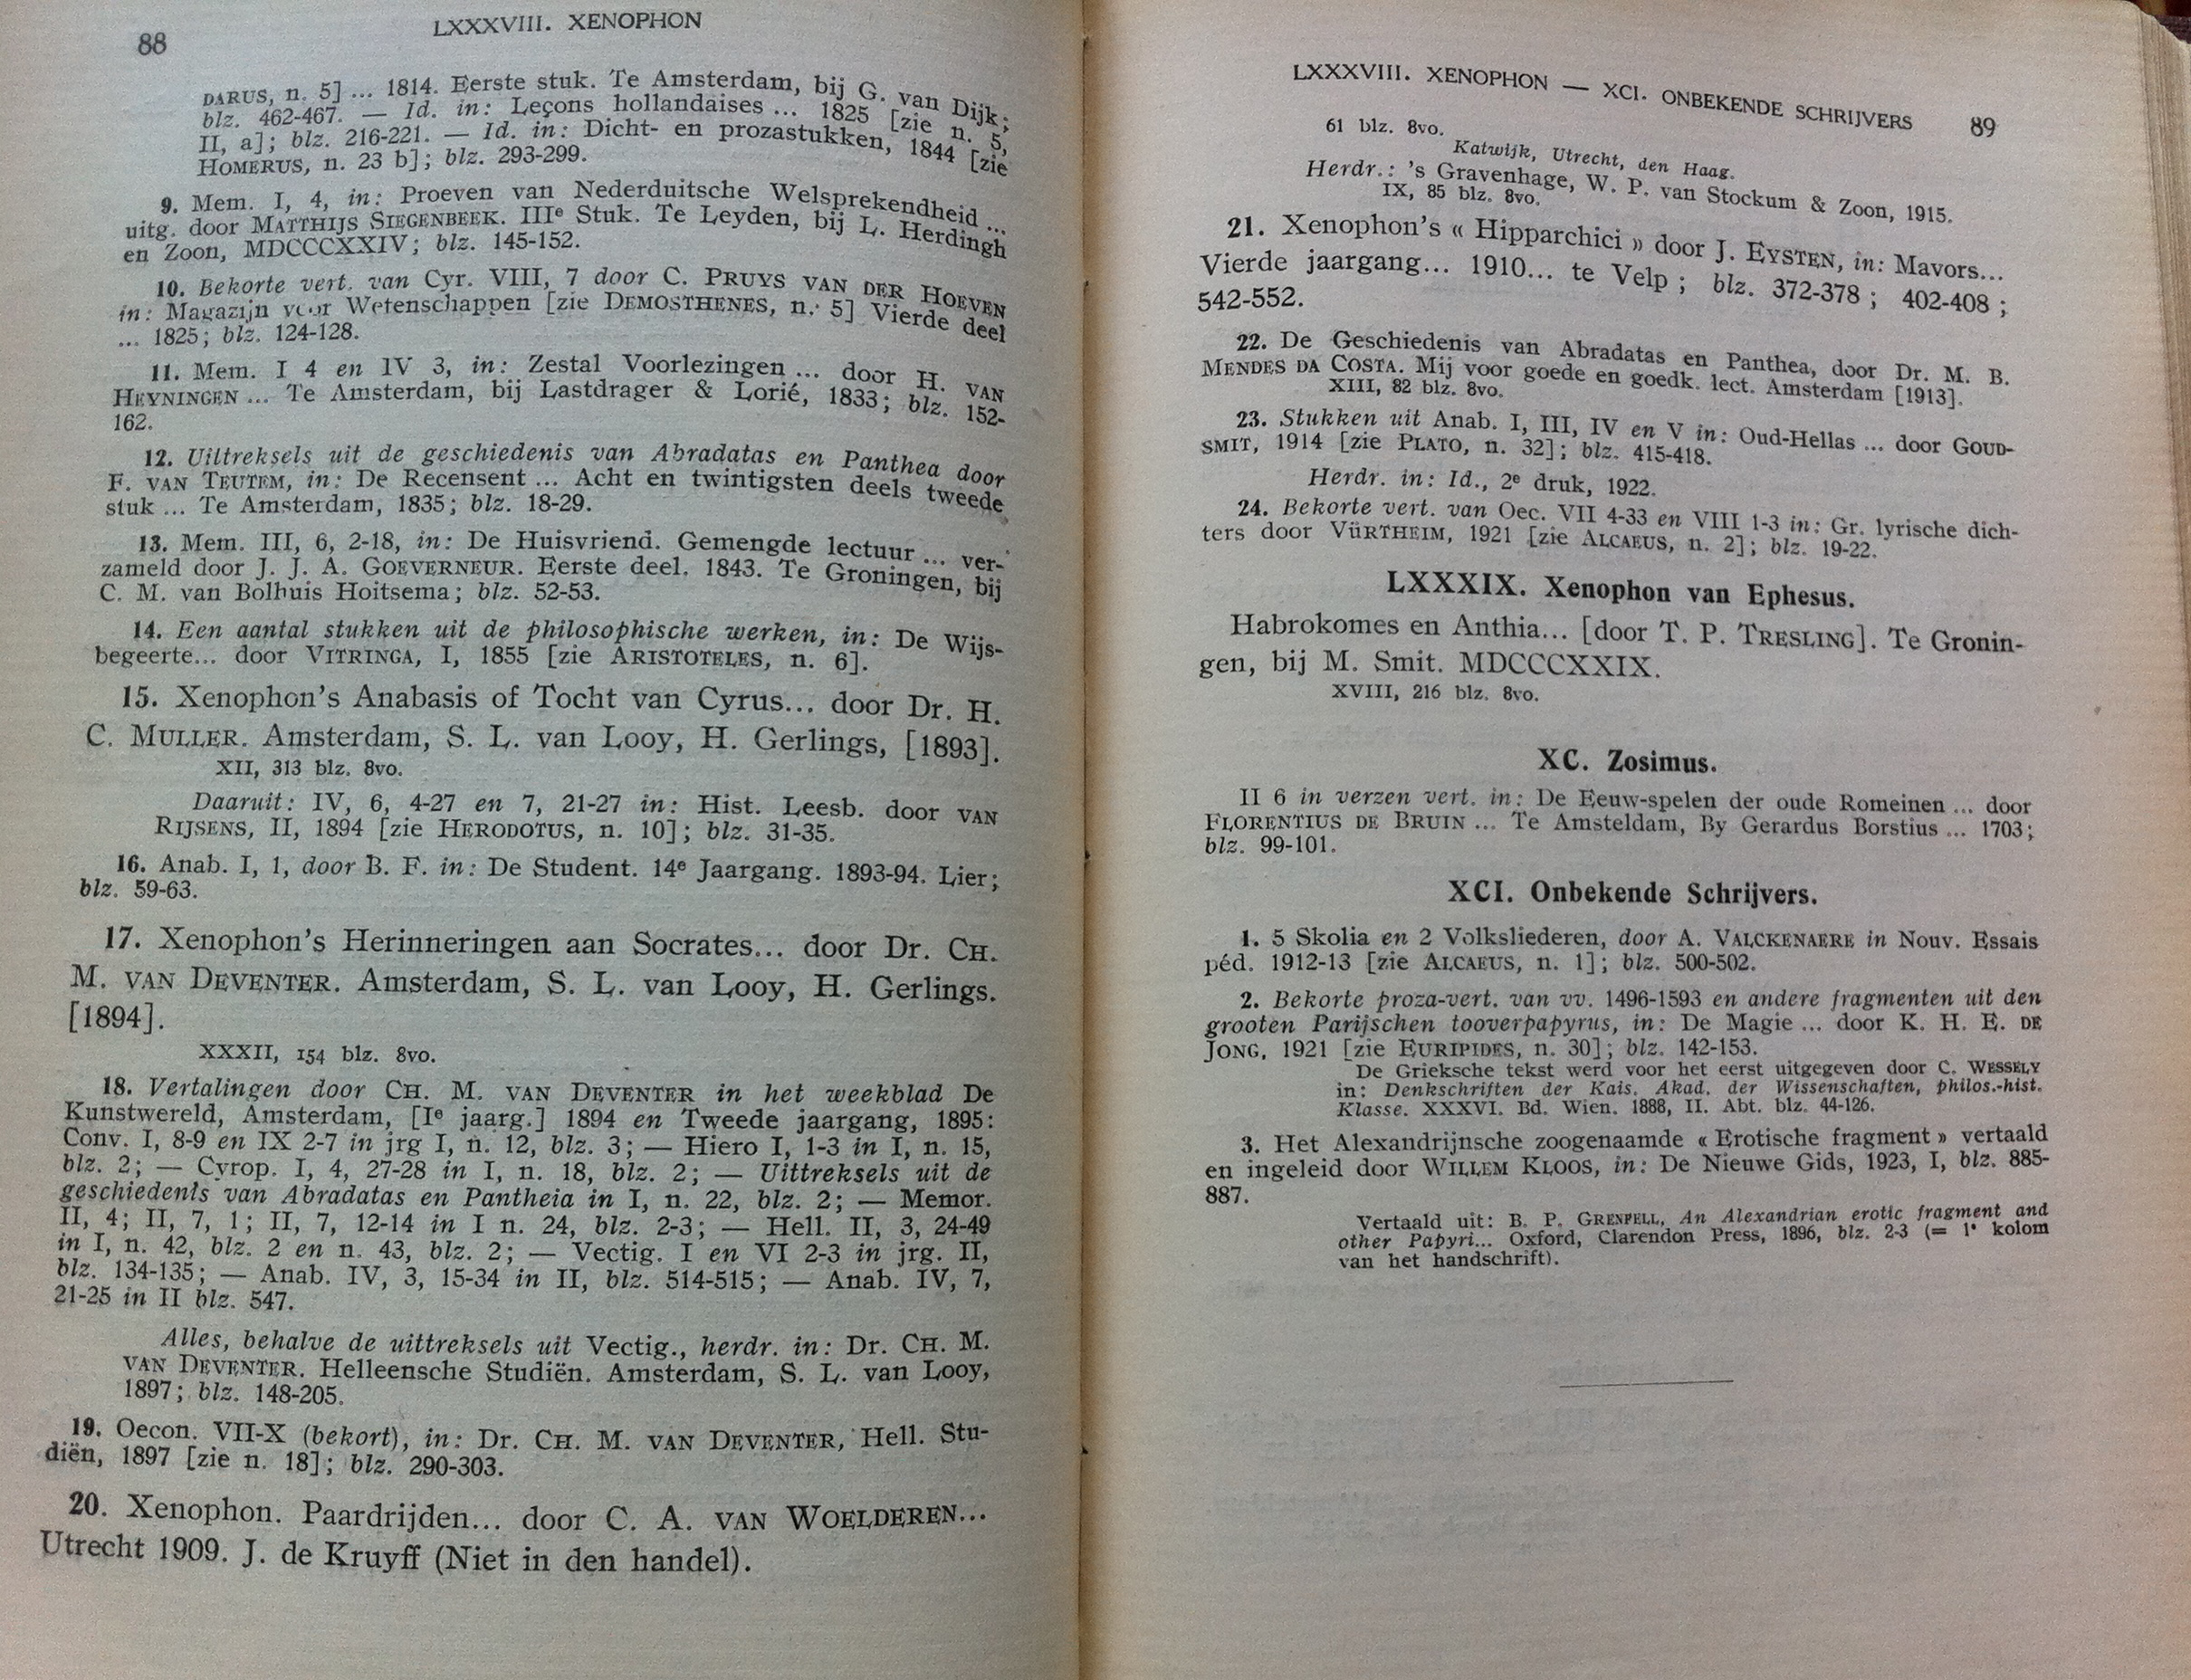 88
LXXXVIII. XENOPHON
DARUS, n. 5] ... 1814. Eerste stuk. Te Amsterdam, bij G. van Dijk;
blz. 462-467. — Id. in: Leçons hollandaises ... 1825 [zie n. 5,
II, a]; blz. 216-221. — Id. in: Dicht- en prozastukken, 1844 [zie
HOMERUS, n. 23 b]; blz. 293-299.
9. Mem. I, 4, in: Proeven van Nederduitsche Welsprekendheid ...
uitg. door MATTHIJS SIEGENBEEK. IIIe Stuk. Te Leyden, bij L. Herdingh
en Zoon, MDCCCXXIV; blz. 145-152.
10. Bekorte vert. van Cyr. VIII, 7 door C. PRUYS VAN DER HOEVEN
in: Magazijn voor Wetenschappen [zie DEMOSTHENES, n. 5] Vierde deel
... 1825; blz. 124-128.
11. Mem. I 4 en IV 3, in: Zestal Voorlezingen ... door H. VAN
HEYNINGEN ... Te Amsterdam, bij Lastdrager & Lorié, 1833; blz. 152-
162.
12. Uittreksels uit de geschiedenis van Abradatas en Panthea door
F. VAN TEUTEM, in: De Recensent ... Acht en twintigsten deels tweede
stuk ... Te Amsterdam, 1835; blz. 18-29.
13. Mem. III, 6, 2-18, in: De Huisvriend. Gemengde lectuur ... ver-
zameld door J. J. A. GOEVERNEUR. Eerste deel. 1843. Te Groningen, bij
C. M. van Bolhuis Hoitsema; blz. 52-53.
14. Een aantal stukken uit de philosophische werken, in: De Wijs-
begeerte... door VITRINGA, I, 1855 [zie ARISTOTELES, n. 6].
15. Xenophon's Anabasis of Tocht van Cyrus... door Dr. H.
C. MULLER. Amsterdam, S. L. van Looy, H. Gerlings, [1893].
XII, 313 blz. 8vo.
Daaruit: IV, 6, 4-27 en 7, 21-27 in: Hist. Leesb. door VAN
RIJSENS, II, 1894 [zie HERODOTUS, n. 10]; blz. 31-35.
16. Anab. I, 1, door B. F. in: De Student. 14e Jaargang. 1893-94. Lier;
blz. 59-63.
17. Xenophon's Herinneringen aan Socrates... door Dr. CH.
M. VAN DEVENTER. Amsterdam, S. L. van Looy, H. Gerlings.
[1894].
XXXII, 154 blz. 8vo.
18. Vertalingen door CH. M. VAN DEVENTER in het weekblad De
Kunstwereld, Amsterdam, [Ie jaarg.] 1894 en Tweede jaargang, 1895:
Conv. I, 8-9 en IX 2-7 in jrg I, n. 12, blz. 3; — Hiero I, 1-3 in I, n. 15,
blz. 2; — Cyrop. I, 4, 27-28 in I, n. 18, blz. 2; — Uittreksels uit de
geschiedenis van Abradatas en Pantheia in I, n. 22, blz. 2; — Memor.
II, 4; II, 7, 1; II, 7, 12-14 in I n. 24, blz. 2-3; — Hell. II, 3, 24-49
in I, n. 42, blz. 2 en n. 43, blz. 2; — Vectig. I en VI 2-3 in jrg. II,
blz. 134-135; — Anab. IV, 3, 15-34 in II, blz. 514-515; — Anab. IV, 7,
21-25 in II blz. 547.
Alles, behalve de uittreksels uit Vectig., herdr. in: Dr. CH. M.
VAN DEVENTER. Helleensche Studiën. Amsterdam, S. L. van Looy,
1897; blz. 148-205.
19. Oecon. VII-X (bekort), in: Dr. CH. M. VAN DEVENTER, Hell. Stu-
diën, 1897 [zie n. 18]; blz. 290-303.
20. Xenophon. Paardrijden... door C. A. VAN WOELDEREN...
Utrecht 1909. J. de Kruyff (Niet in den handel).
LXXXVIII. XENOPHON — XCI. ONBEKENDE SCHRIJVERS 89
61 blz. 8vo.
Katwijk, Utrecht, den Haag.
Herdr.: 's Gravenhage, W. P. van Stockum & Zoon, 1915.
IX, 85 blz. 8vo.
21. Xenophon's « Hipparchici » door J. EYSTEN, in: Mavors...
Vierde jaargang... 1910... te Velp ; blz. 372-378 ; 402-408 ;
542-552.
22. De Geschiedenis van Abradatas en Panthea, door Dr. M. B.
MENDES DA COSTA. Mij voor goede en goedk. lect. Amsterdam [1913].
XIII, 82 blz. 8vo.
23. Stukken uit Anab. I, III, IV en V in: Oud-Hellas ... door GOUD-
SMIT, 1914 [zie PLATO, n. 32]; blz. 415-418.
Herdr. in: Id., 2e druk, 1922.
24. Bekorte vert. van Oec. VII 4-33 en VIII 1-3 in: Gr. lyrische dich-
ters door VÜRTHEIM, 1921 [zie ALCAEUS, n. 2]; blz. 19-22.
LXXXIX. Xenophon van Ephesus.
Habrokomes en Anthia... [door T. P. TRESLING]. Te Gronin-
gen, bij M. Smit. MDCCCXXIX.
XVIII, 216 blz. 8vo.
XC. Zosimus.
II 6 in verzen vert. in: De Eeuw-spelen der oude Romeinen ... door
FLORENTIUS DE BRUIN ... Te Amsteldam, By Gerardus Borstius ... 1703;
blz. 99-101.
XCI. Onbekende Schrijvers.
1. 5 Skolia en 2 Volksliederen, door A. VALCKENAERE in Nouv. Essais
péd. 1912-13 [zie ALCAEUS, n. 1]; blz. 500-502.
2. Bekorte proza-vert. van vv. 1496-1593 en andere fragmenten uit den
grooten Parijschen tooverpapyrus, in: De Magie ... door K. H. E. DE
JONG, 1921 [zie EURIPIDES, n. 30]; blz. 142-153.
De Grieksche tekst werd voor het eerst uitgegeven door C. WESSELY
in: Denkschriften der Kais. Akad. der Wissenschaften, philos.-hist.
Klasse. XXXVI. Bd. Wien. 1888, II. Abt. blz. 44-126.
3. Het Alexandrijnsche zoogenaamde « Erotische fragment » vertaald
en ingeleid door WILLEM KLOOS, in: De Nieuwe Gids, 1923, I, blz. 885-
887.
Vertaald uit: B. P. GRENFELL, An Alexandrian erotic fragment and
other Papyri... Oxford, Clarendon Press, 1896, blz. 2-3 (= 1e kolom
van het handschrift).